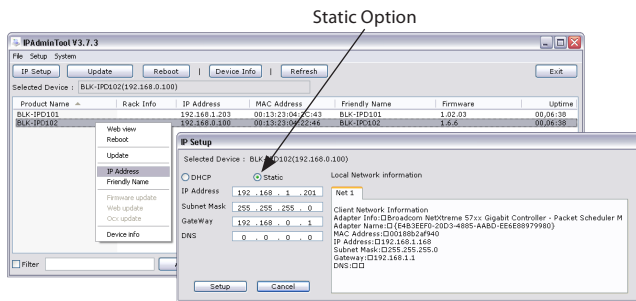 Static Option
IPAdminTool V3.7.3
File Setup System
IP Setup Update Reboot | Device Info | Refresh Exit
Selected Device : BLK-IPD102(192.168.0.100)
Product Name Rack Info IP Address MAC Address Friendly Name Firmware Uptime
BLK-IPD101 192.168.1.203 00:13:23:04:2C:43 BLK-IPD101 1.02.03 00,06:38
BLK-IPD102 192.168.0.100 00:13:23:04:22:46 BLK-IPD102 1.6.6 00,06:38
Web view
Reboot
Update
IP Address
Friendly Name
Firmware update
Web update
Ocx update
Device info
Filter
IP Setup
Selected Device : BLK-IPD102(192.168.0.100)
DHCP Static
IP Address 192 . 168 . 1 . 201
Subnet Mask 255 . 255 . 255 . 0
GateWay 192 . 168 . 0 . 1
DNS 0 . 0 . 0 . 0
Setup Cancel
Local Network information
Net 1
Client Network Information
Adapter Info:□Broadcom NetXtreme 57xx Gigabit Controller - Packet Scheduler M
Adapter Name:□{E4B3EEF0-20D3-4885-AABD-EE6E88979980}
MAC Address:□00188b2af940
IP Address:□192.168.1.168
Subnet Mask:□255.255.255.0
Gateway:□192.168.1.1
DNS:□□